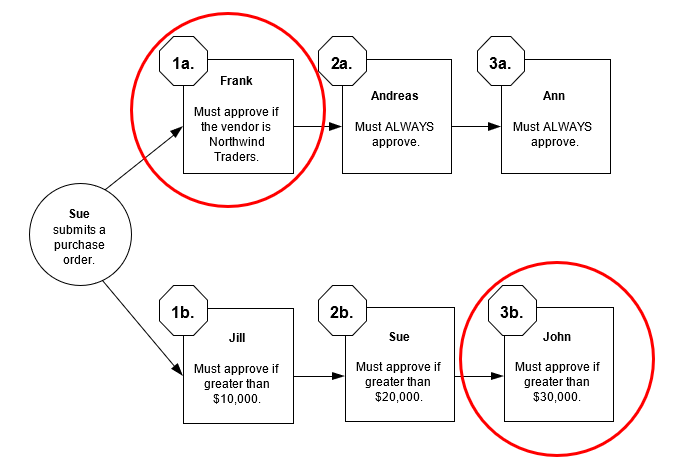 1a.
Frank
Must approve if
the vendor is
Northwind
Traders.
2a.
Andreas
Must ALWAYS
approve.
3a.
Ann
Must ALWAYS
approve.
Sue
submits a
purchase
order.
1b.
Jill
Must approve if
greater than
$10,000.
2b.
Sue
Must approve if
greater than
$20,000.
3b.
John
Must approve if
greater than
$30,000.